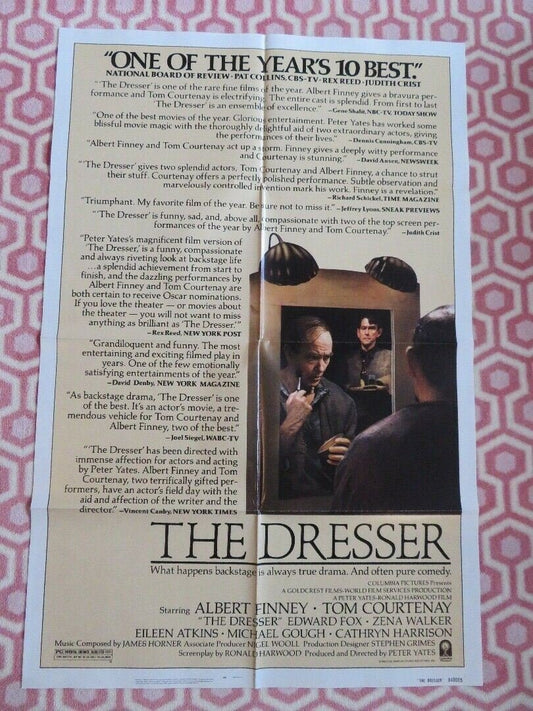 "ONE OF THE YEAR'S 10 BEST."
NATIONAL BOARD OF REVIEW · PAT COLLINS, CBS-TV · REX REED · JUDITH CRIST
"'The Dresser' is one of the rare fine films of the year. Albert Finney gives a bravura per-
formance and Tom Courtenay is electrifying. The entire cast is splendid. From first to last
'The Dresser' is an ensemble of excellence." –Gene Shalit, NBC-TV, TODAY SHOW
"One of the best movies of the year. Glorious entertainment. Peter Yates has worked some
blissful movie magic with the thoroughly delightful aid of two extraordinary actors, giving
the performances of their lives." –Dennis Cunningham, CBS-TV
"Albert Finney and Tom Courtenay act up a storm. Finney gives a deeply witty performance
and Courtenay is stunning." –David Ansen, NEWSWEEK
"'The Dresser' gives two splendid actors, Tom Courtenay and Albert Finney, a chance to strut
their stuff. Courtenay offers a perfectly polished performance. Subtle observation and
marvelously controlled invention mark his work. Finney is a revelation."
–Richard Schickel, TIME MAGAZINE
"Triumphant. My favorite film of the year. Be sure not to miss it." –Jeffrey Lyons, SNEAK PREVIEWS
"'The Dresser' is funny, sad, and, above all, compassionate with two of the top screen per-
formances of the year by Albert Finney and Tom Courtenay." –Judith Crist
"Peter Yates's magnificent film version of
'The Dresser,' is a funny, compassionate
and always riveting look at backstage life
...a splendid achievement from start to
finish, and the dazzling performances by
Albert Finney and Tom Courtenay are
both certain to receive Oscar nominations.
If you love the theater — or movies about
the theater — you will not want to miss
anything as brilliant as 'The Dresser.'"
–Rex Reed, NEW YORK POST
"Grandiloquent and funny. The most
entertaining and exciting filmed play in
years. One of the few emotionally
satisfying entertainments of the year."
–David Denby, NEW YORK MAGAZINE
"As backstage drama, 'The Dresser' is one
of the best. It's an actor's movie, a tre-
mendous vehicle for Tom Courtenay and
Albert Finney, two of the best."
–Joel Siegel, WABC-TV
"'The Dresser' has been directed with
immense affection for actors and acting
by Peter Yates. Albert Finney and Tom
Courtenay, two terrifically gifted per-
formers, have an actor's field day with the
aid and affection of the writer and the
director." –Vincent Canby, NEW YORK TIMES
THE DRESSER
What happens backstage is always true drama. And often pure comedy.
COLUMBIA PICTURES Presents
A GOLDCREST FILMS-WORLD FILM SERVICES PRODUCTION
A PETER YATES-RONALD HARWOOD FILM
Starring ALBERT FINNEY · TOM COURTENAY
"THE DRESSER" EDWARD FOX · ZENA WALKER
EILEEN ATKINS · MICHAEL GOUGH · CATHRYN HARRISON
Music Composed by JAMES HORNER Associate Producer NIGEL WOOLL Production Designer STEPHEN GRIMES
Screenplay by RONALD HARWOOD Produced and Directed by PETER YATES
"THE DRESSER" 840005